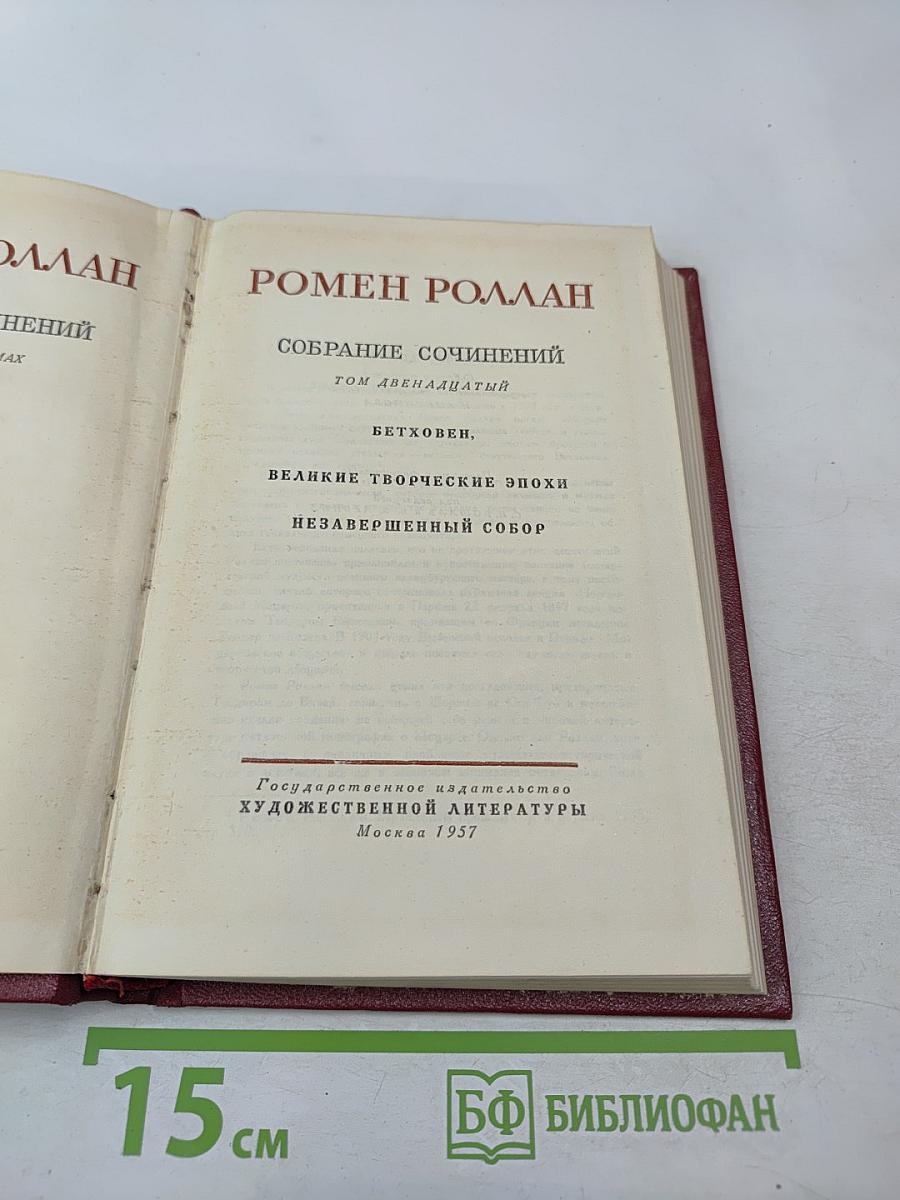 ОЛЛАН
НЕНИЙ
МАХ
РОМЕН РОЛЛАН
СОБРАНИЕ СОЧИНЕНИЙ
ТОМ ДВЕНАДЦАТЫЙ
БЕТХОВЕН,
ВЕЛИКИЕ ТВОРЧЕСКИЕ ЭПОХИ
НЕЗАВЕРШЕННЫЙ СОБОР
Государственное издательство
ХУДОЖЕСТВЕННОЙ ЛИТЕРАТУРЫ
Москва 1957
15 см
БФ БИБЛИОФАН